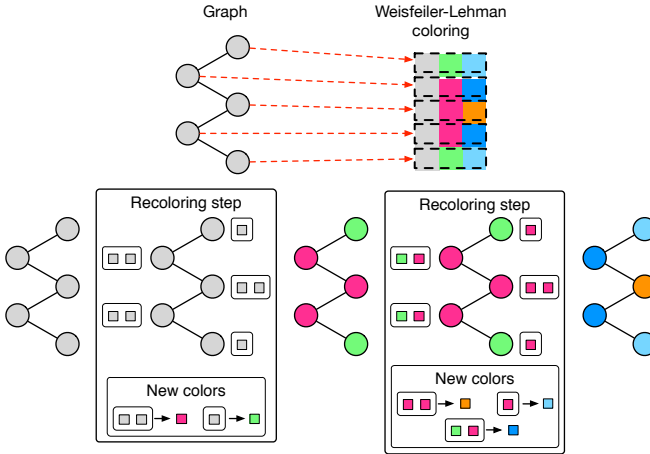 Graph
Weisfeiler-Lehman
coloring
Recoloring step
New colors
Recoloring step
New colors